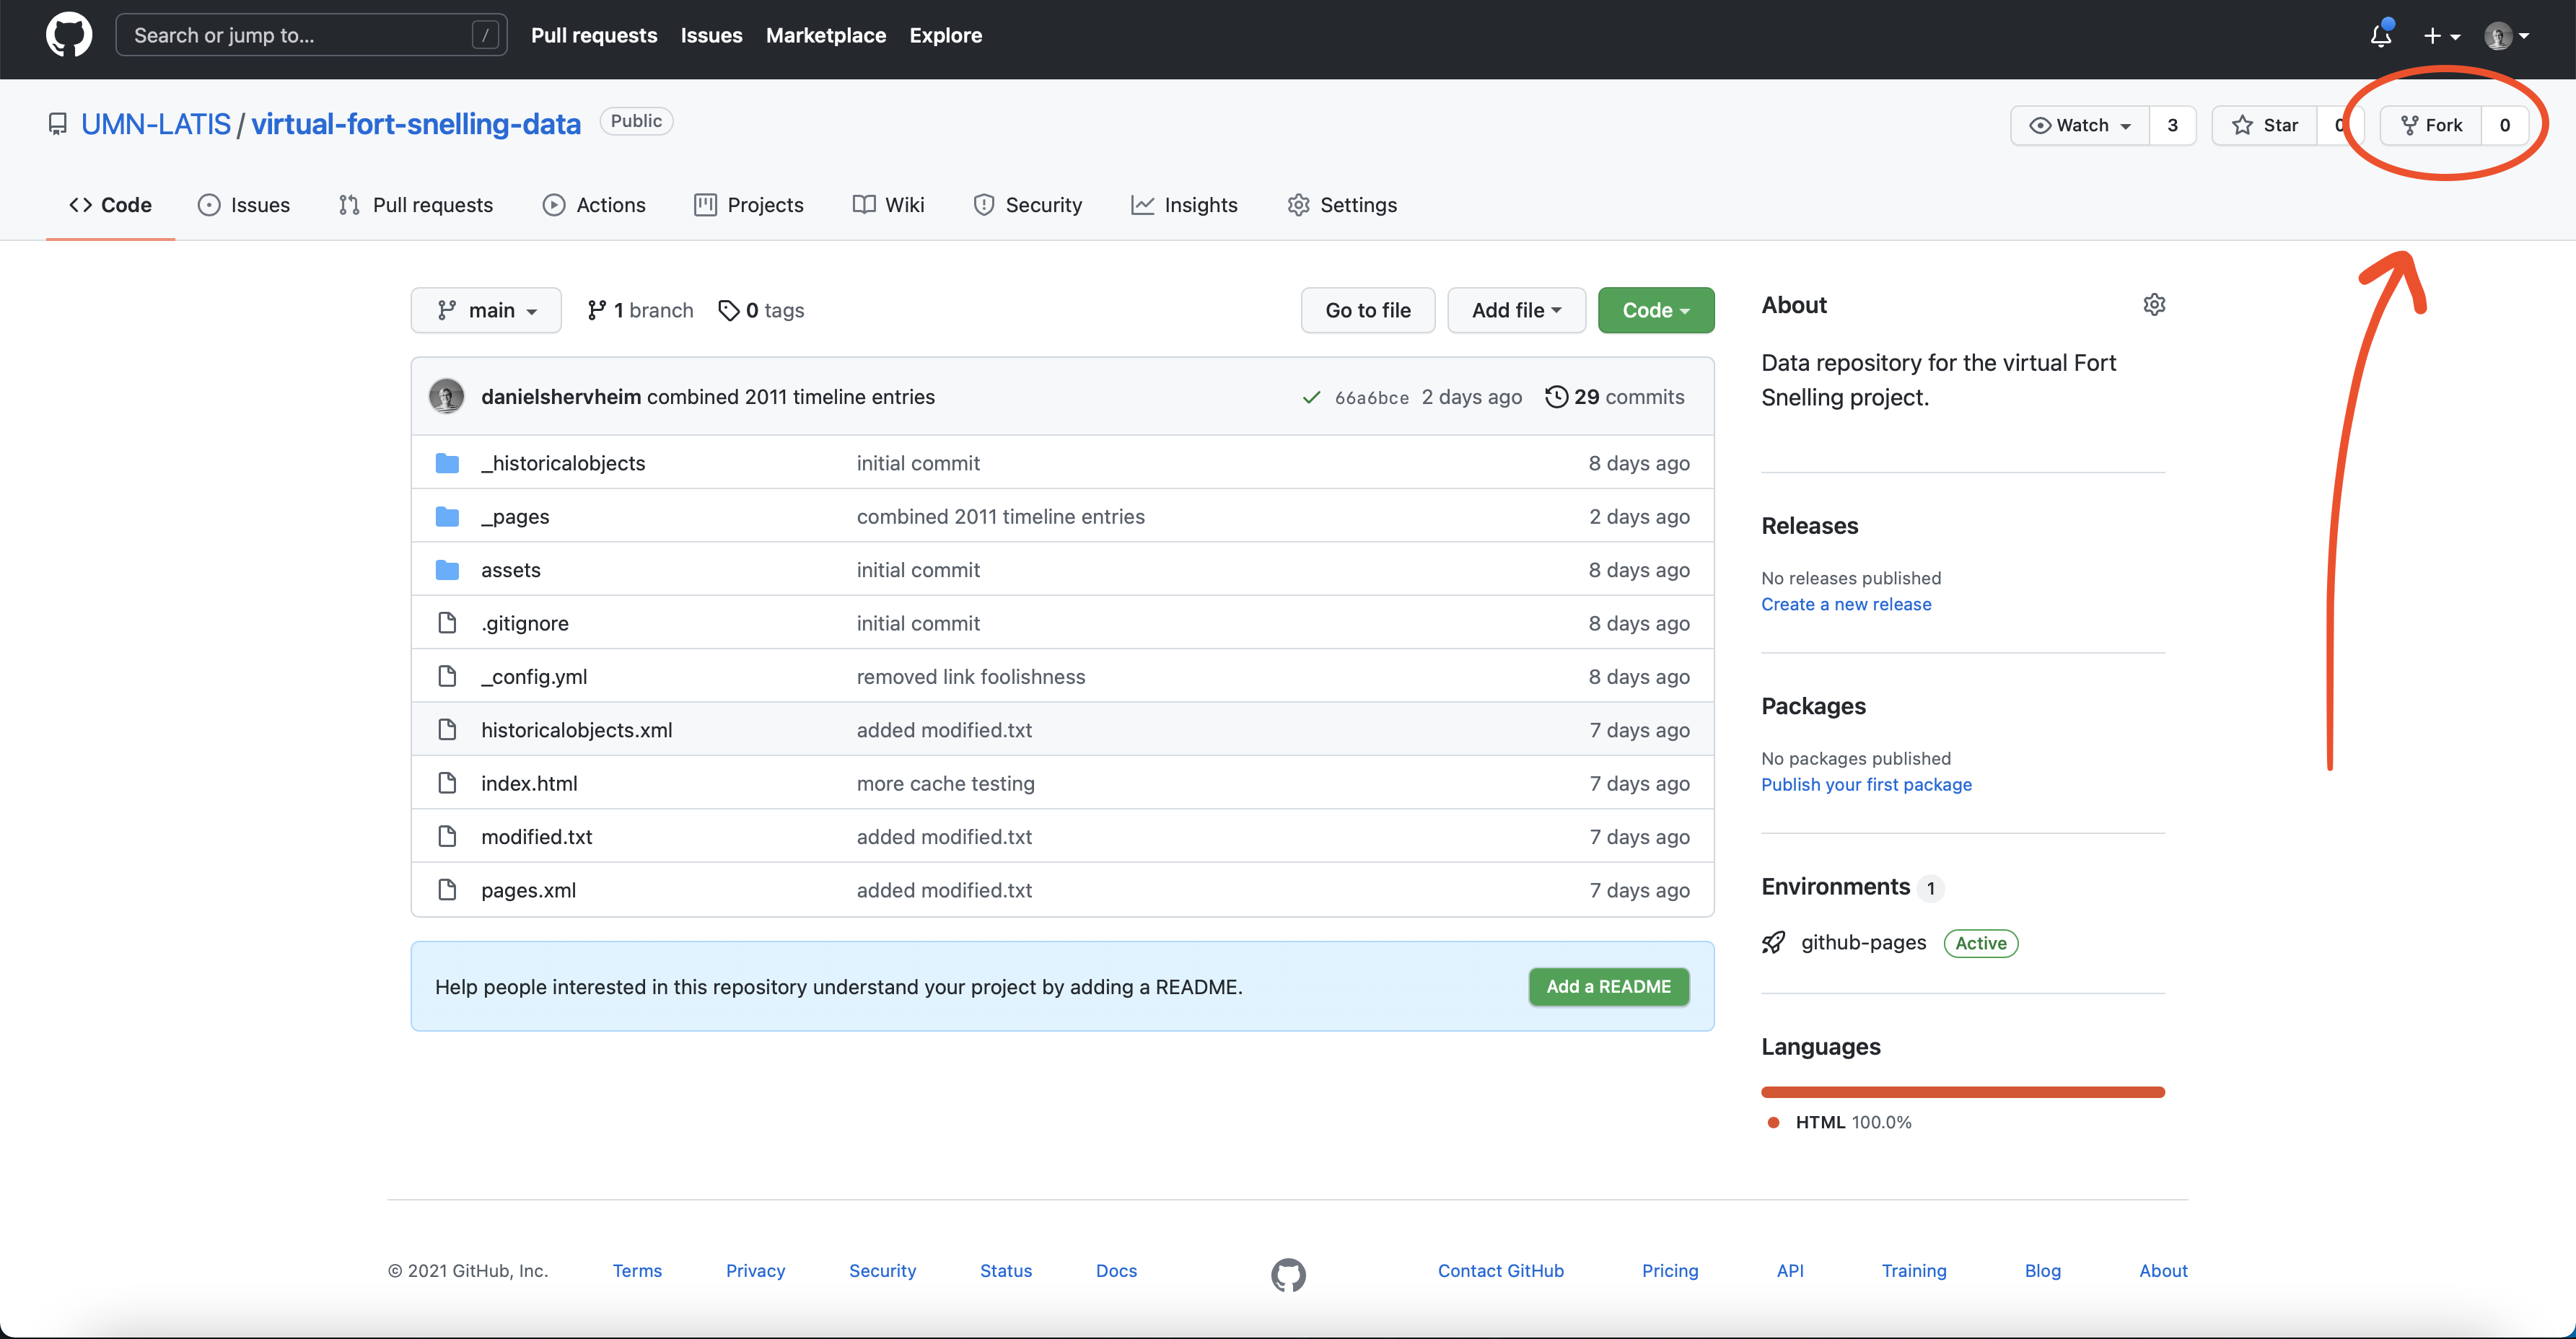 Search or jump to... / Pull requests Issues Marketplace Explore
UMN-LATIS / virtual-fort-snelling-data Public Watch 3 Star 0 Fork 0
Code Issues Pull requests Actions Projects Wiki Security Insights Settings
main 1 branch 0 tags Go to file Add file Code
danielshervheim combined 2011 timeline entries 66a6bce 2 days ago 29 commits
_historicalobjects initial commit 8 days ago
_pages combined 2011 timeline entries 2 days ago
assets initial commit 8 days ago
.gitignore initial commit 8 days ago
_config.yml removed link foolishness 8 days ago
historicalobjects.xml added modified.txt 7 days ago
index.html more cache testing 7 days ago
modified.txt added modified.txt 7 days ago
pages.xml added modified.txt 7 days ago
Help people interested in this repository understand your project by adding a README. Add a README
About
Data repository for the virtual Fort
Snelling project.
Releases
No releases published
Create a new release
Packages
No packages published
Publish your first package
Environments 1
github-pages Active
Languages
HTML 100.0%
© 2021 GitHub, Inc. Terms Privacy Security Status Docs Contact GitHub Pricing API Training Blog About